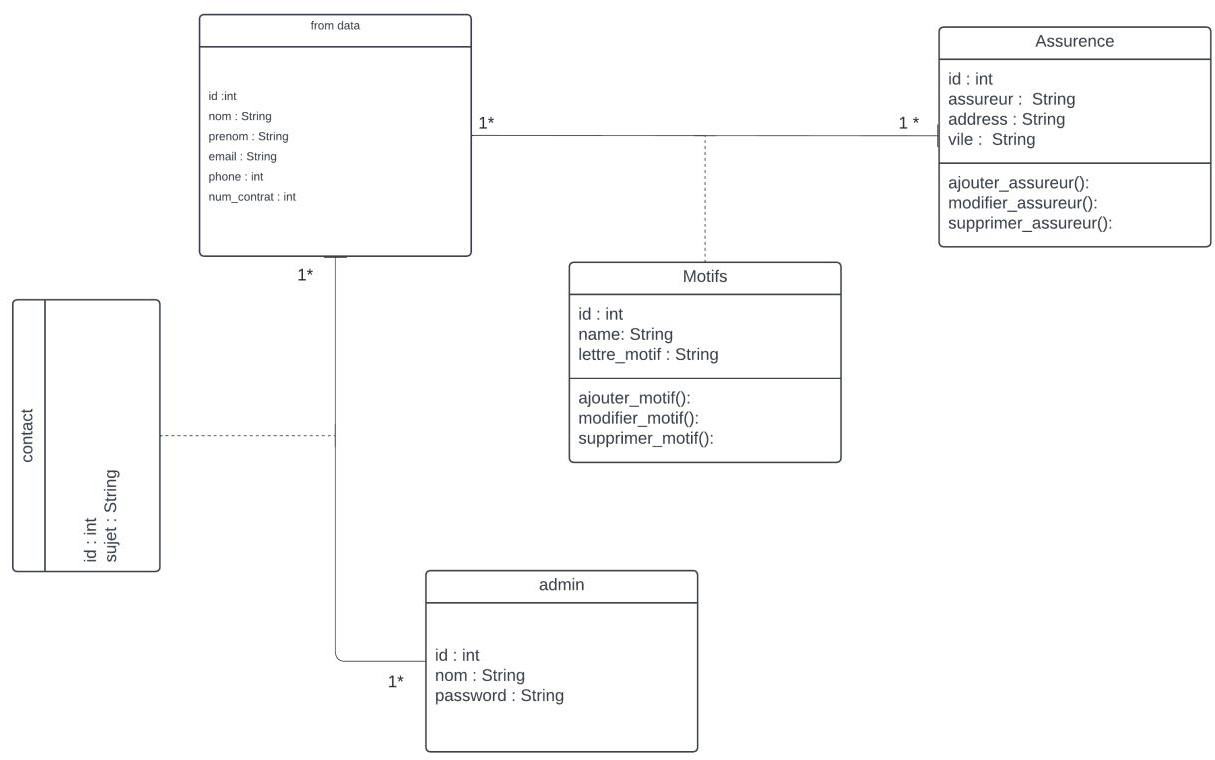 from data
id :int
nom : String
prenom : String
email : String
phone : int
num_contrat : int
1*
1 *
Assurence
id : int
assureur :  String
address : String
vile :  String
ajouter_assureur():
modifier_assureur():
supprimer_assureur():
1*
Motifs
id : int
name: String
lettre_motif : String
ajouter_motif():
modifier_motif():
supprimer_motif():
contact
id : int
sujet : String
admin
id : int
nom : String
password : String
1*